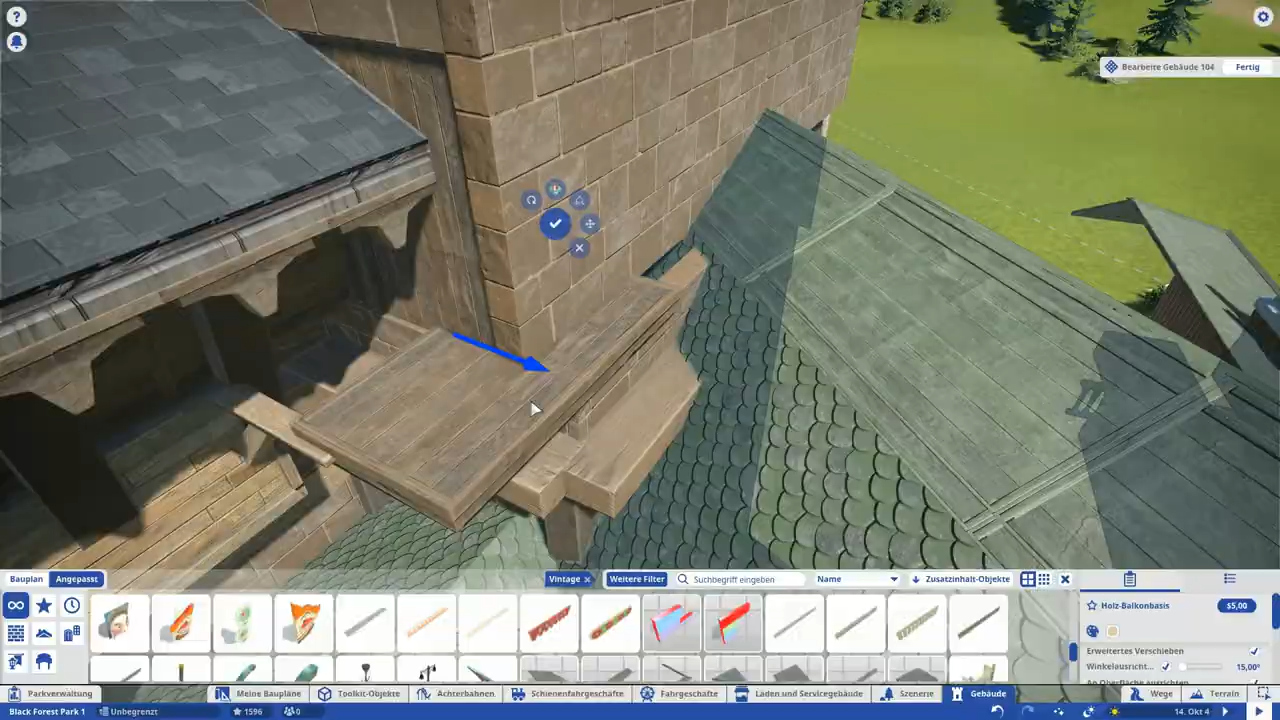 ?
Bearbeite Gebäude 104 Fertig
Bauplan Angepasst Vintage × Weitere Filter Suchbegriff eingeben Name Zusatzinhalt-Objekte
Holz-Balkonbasis $5,00
Erweitertes Verschieben
Winkelausricht... 15,00°
Parkverwaltung Meine Baupläne Toolkit-Objekte Achterbahnen Schienenfahrgeschäfte Fahrgeschäfte Läden und Servicegebäude Szenerie Gebäude Wege Terrain
Black Forest Park 1 Unbegrenzt 1596 0 14. Okt 4